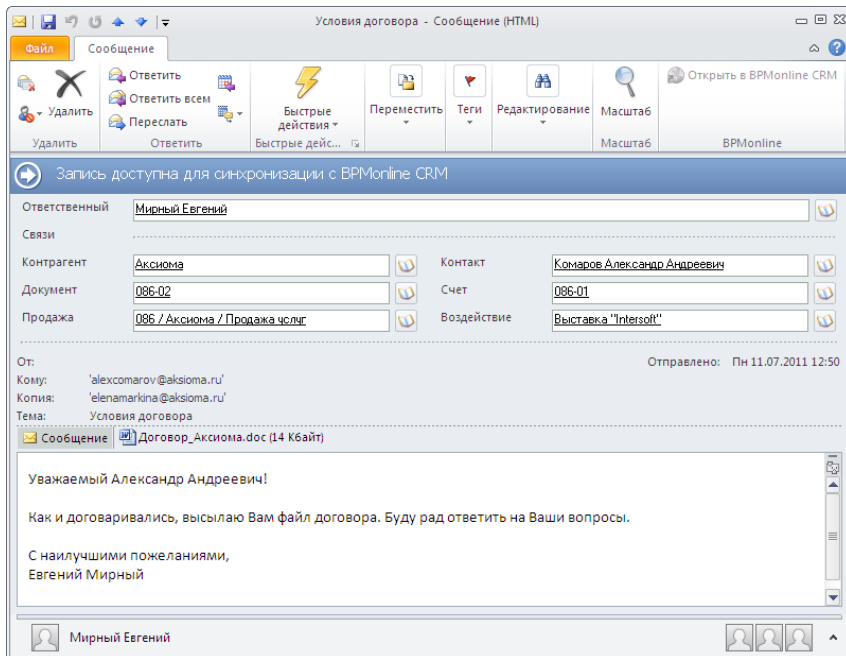 Условия договора - Сообщение (HTML)
Файл Сообщение
Удалить
Ответить
Ответить всем
Переслать
Быстрые действия
Переместить
Теги
Редактирование
Масштаб
Открыть в BPMonline CRM
Удалить Ответить Быстрые дейс... Масштаб BPMonline
Запись доступна для синхронизации с BPMonline CRM
Ответственный Мирный Евгений
Связи
Контрагент Аксиома Контакт Комаров Александр Андреевич
Документ 086-02 Счет 086-01
Продажа 086 / Аксиома / Продажа услуг Воздействие Выставка "Intersoft"
От: Отправлено: Пн 11.07.2011 12:50
Кому: 'alexcomarov@aksioma.ru'
Копия: 'elenamarkina@aksioma.ru'
Тема: Условия договора
Сообщение Договор_Аксиома.doc (14 Кбайт)
Уважаемый Александр Андреевич!
Как и договаривались, высылаю Вам файл договора. Буду рад ответить на Ваши вопросы.
С наилучшими пожеланиями,
Евгений Мирный
Мирный Евгений